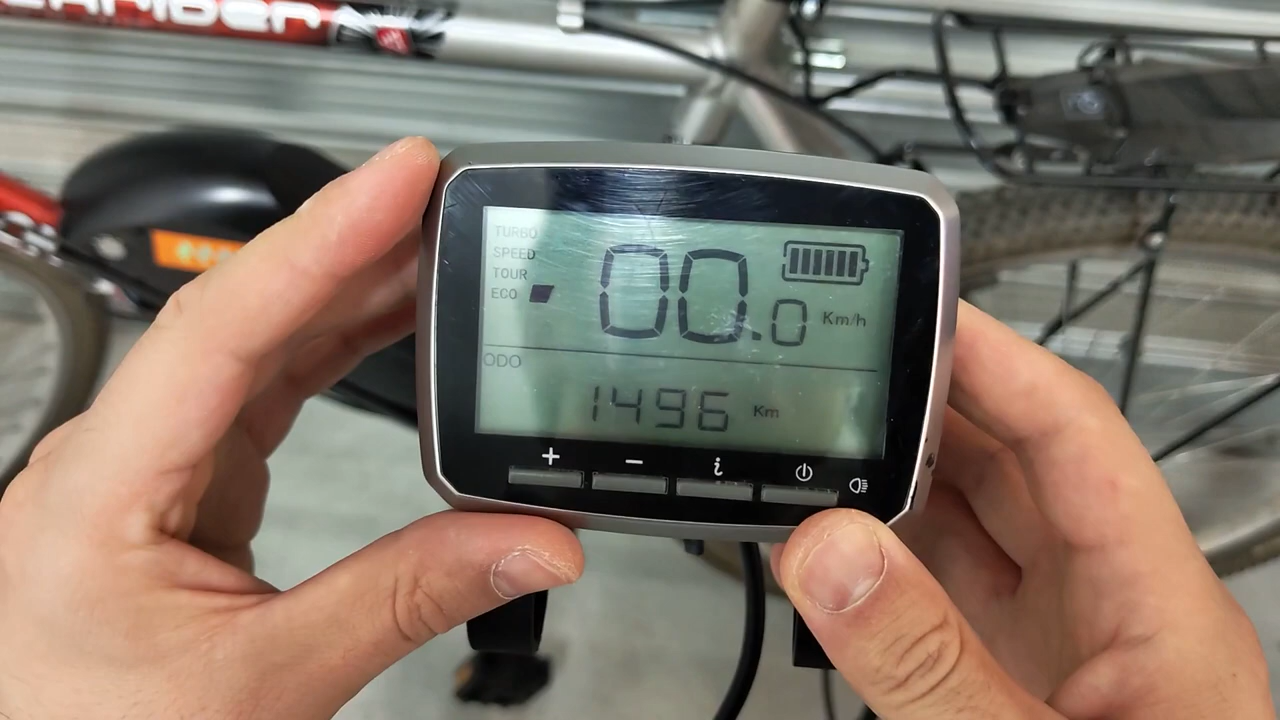 TURBO
SPEED
TOUR
ECO
00.0 Km/h
ODO
1496 Km
+ − i